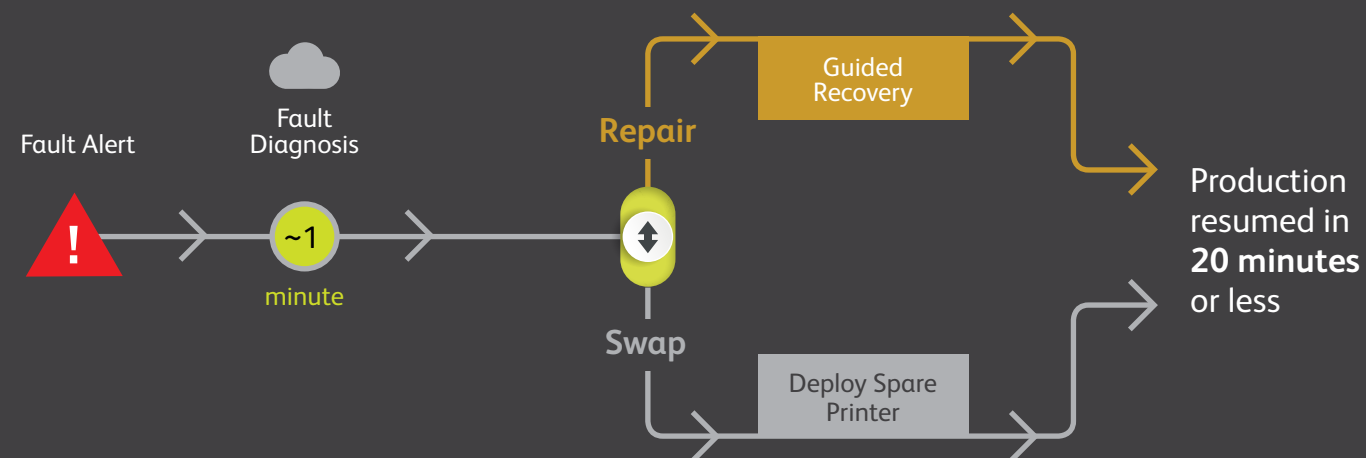 Fault Alert
!
Fault
Diagnosis
~1
minute
Repair
Swap
Guided
Recovery
Deploy Spare
Printer
Production
resumed in
20 minutes
or less